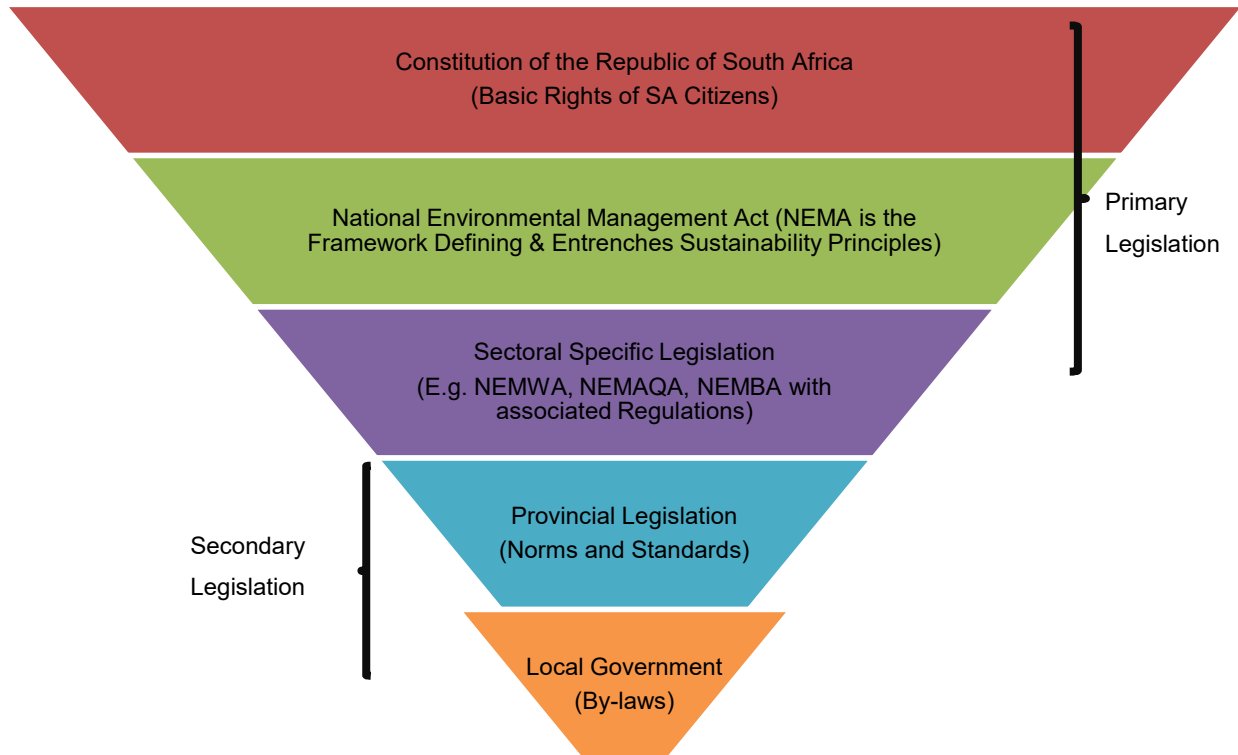 Constitution of the Republic of South Africa
(Basic Rights of SA Citizens)
National Environmental Management Act (NEMA is the
Framework Defining & Entrenches Sustainability Principles)
Primary
Legislation
Sectoral Specific Legislation
(E.g. NEMWA, NEMAQA, NEMBA with
associated Regulations)
Provincial Legislation
(Norms and Standards)
Secondary
Legislation
Local Government
(By-laws)